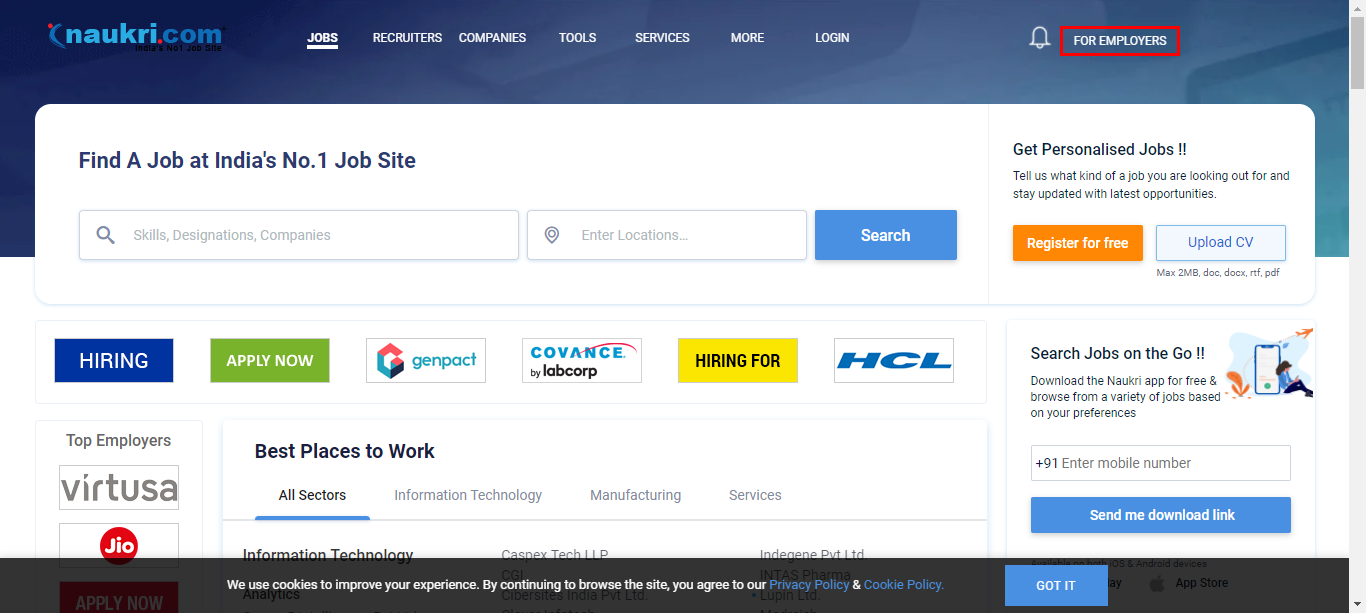 naukri.com
India's No1 Job Site
JOBS RECRUITERS COMPANIES TOOLS SERVICES MORE LOGIN FOR EMPLOYERS
Find A Job at India's No.1 Job Site
Skills, Designations, Companies
Enter Locations...
Search
Get Personalised Jobs !!
Tell us what kind of a job you are looking out for and
stay updated with latest opportunities.
Register for free
Upload CV
Max 2MB, doc, docx, rtf, pdf
HIRING
APPLY NOW
genpact
COVANCE.
by labcorp
HIRING FOR
HCL
Search Jobs on the Go !!
Download the Naukri app for free &
browse from a variety of jobs based
on your preferences
+91 Enter mobile number
Send me download link
Available on both iOS & Android devices
App Store
Top Employers
virtusa
Jio
APPLY NOW
Best Places to Work
All Sectors Information Technology Manufacturing Services
Information Technology
Analytics
Caspex Tech LLP
CGI
Cibersites India Pvt Ltd.
Indegene Pvt Ltd
INTAS Pharma
Lupin Ltd.
We use cookies to improve your experience. By continuing to browse the site, you agree to our Privacy Policy & Cookie Policy.
GOT IT